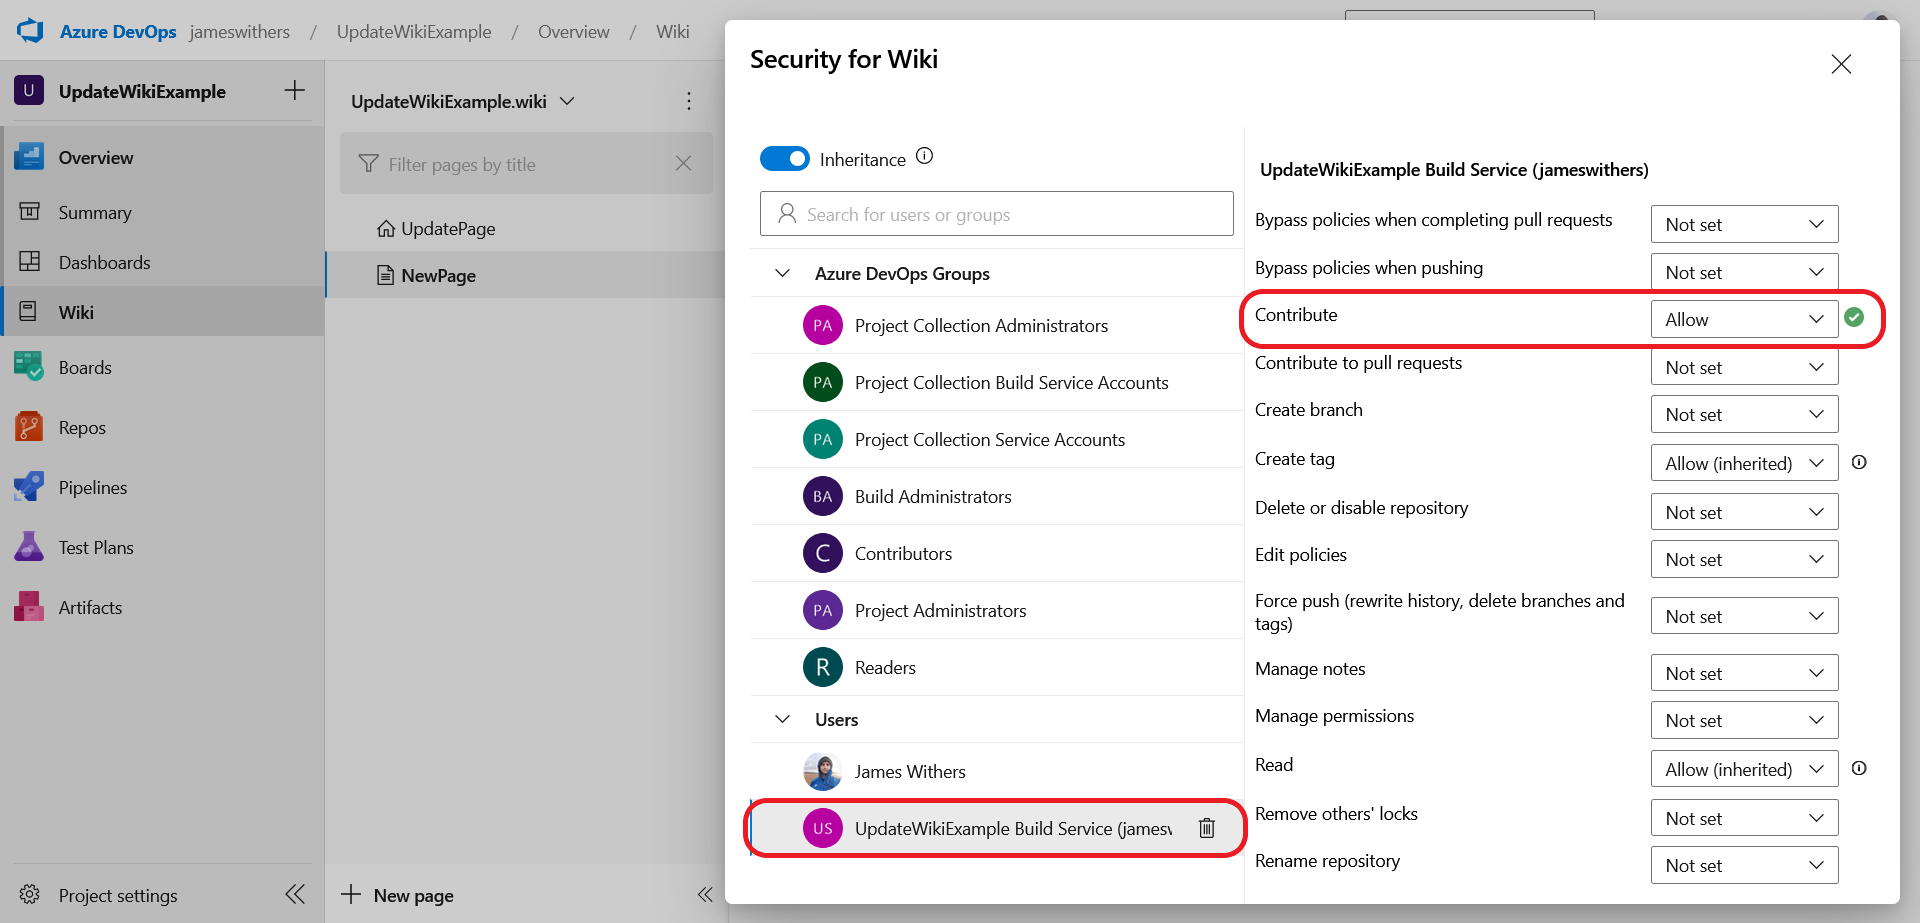 Azure DevOps jameswithers / UpdateWikiExample / Overview / Wiki
U UpdateWikiExample
Overview
Summary
Dashboards
Wiki
Boards
Repos
Pipelines
Test Plans
Artifacts
Project settings
UpdateWikiExample.wiki
Filter pages by title
UpdatePage
NewPage
New page
Security for Wiki
Inheritance
Search for users or groups
Azure DevOps Groups
PA Project Collection Administrators
PA Project Collection Build Service Accounts
PA Project Collection Service Accounts
BA Build Administrators
C Contributors
PA Project Administrators
R Readers
Users
James Withers
US UpdateWikiExample Build Service (jamesw
UpdateWikiExample Build Service (jameswithers)
Bypass policies when completing pull requests Not set
Bypass policies when pushing Not set
Contribute Allow
Contribute to pull requests Not set
Create branch Not set
Create tag Allow (inherited)
Delete or disable repository Not set
Edit policies Not set
Force push (rewrite history, delete branches and
tags) Not set
Manage notes Not set
Manage permissions Not set
Read Allow (inherited)
Remove others' locks Not set
Rename repository Not set